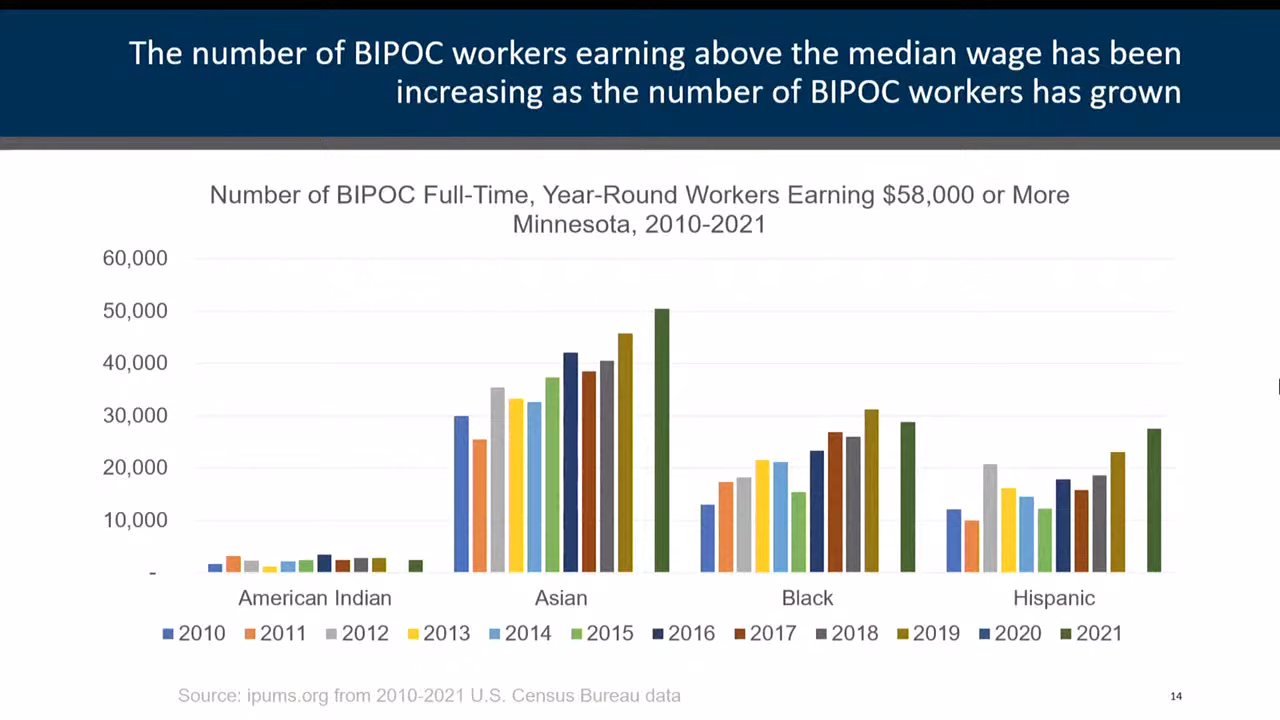 The number of BIPOC workers earning above the median wage has been
increasing as the number of BIPOC workers has grown
Number of BIPOC Full-Time, Year-Round Workers Earning $58,000 or More
Minnesota, 2010-2021
60,000
50,000
40,000
30,000
20,000
10,000
-
American Indian Asian Black Hispanic
2010 2011 2012 2013 2014 2015 2016 2017 2018 2019 2020 2021
Source: ipums.org from 2010-2021 U.S. Census Bureau data
14